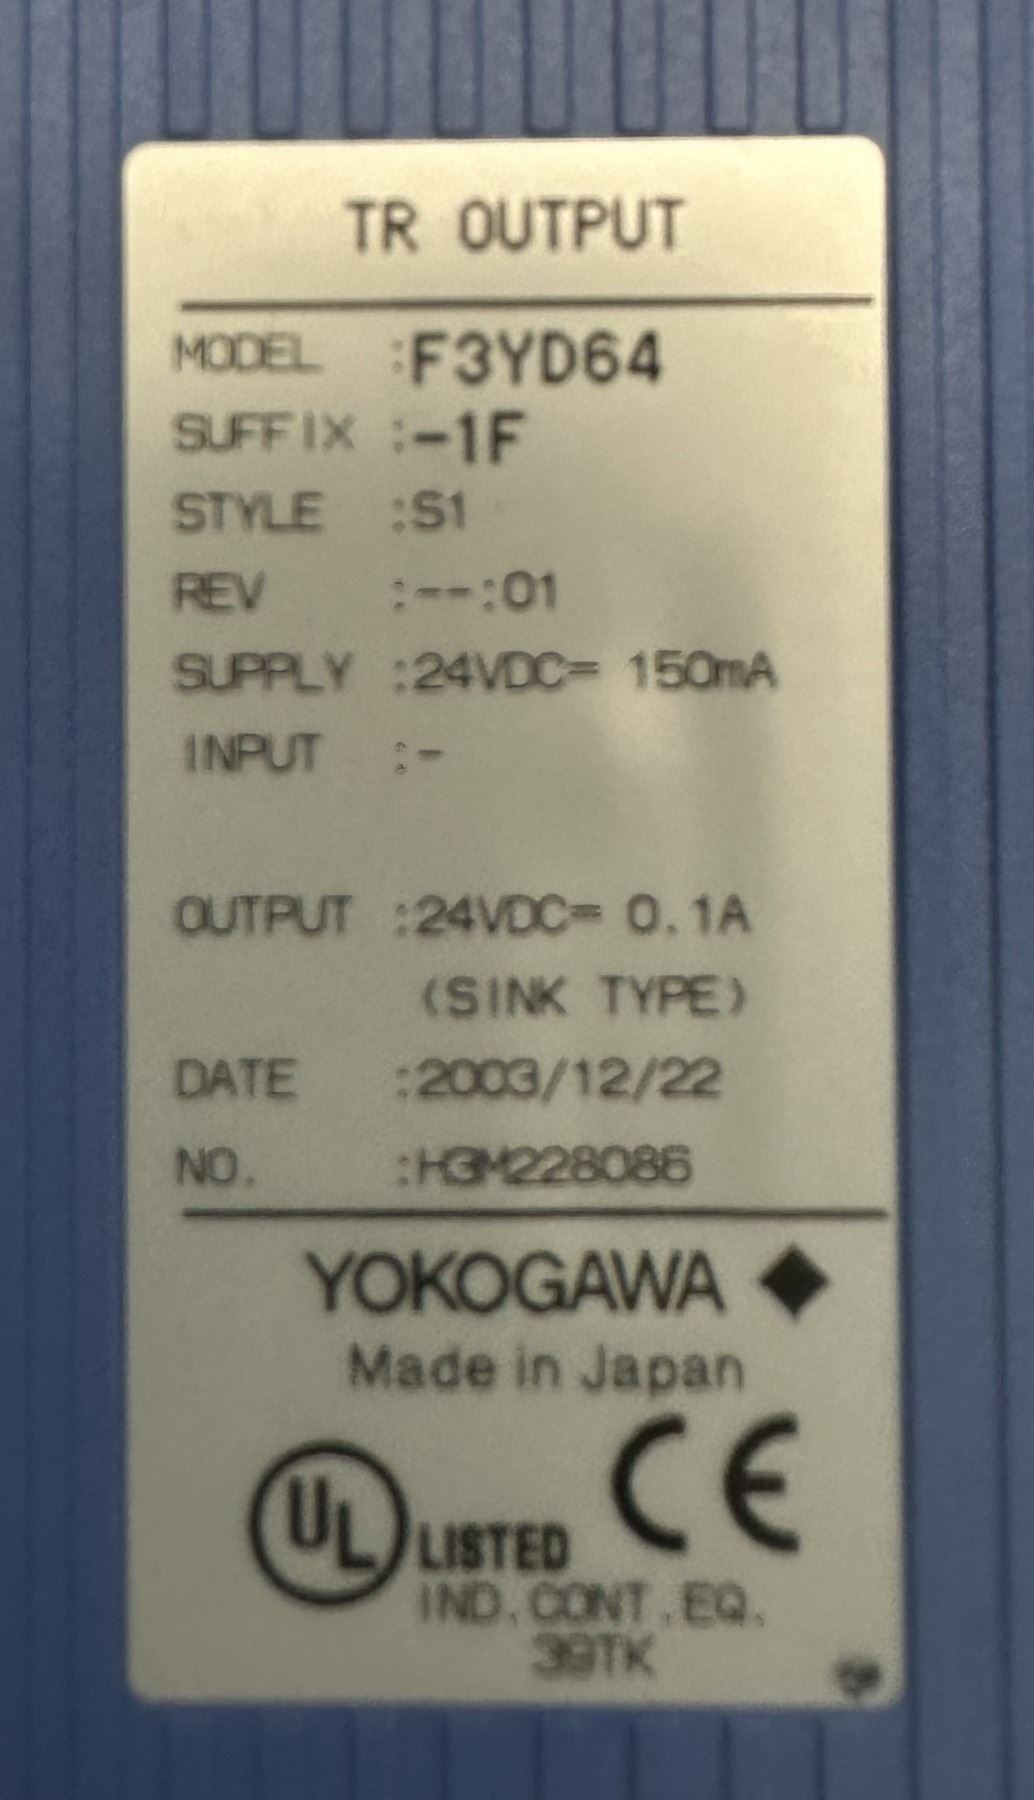 TR OUTPUT
MODEL :F3YD64
SUFFIX :-1F
STYLE :S1
REV :--:01
SUPPLY :24VDC= 150mA
INPUT :-
OUTPUT :24VDC= 0.1A
(SINK TYPE)
DATE :2003/12/22
NO. :H3M228086
YOKOGAWA
Made in Japan
UL LISTED CE
IND. CONT. EQ.
39TK